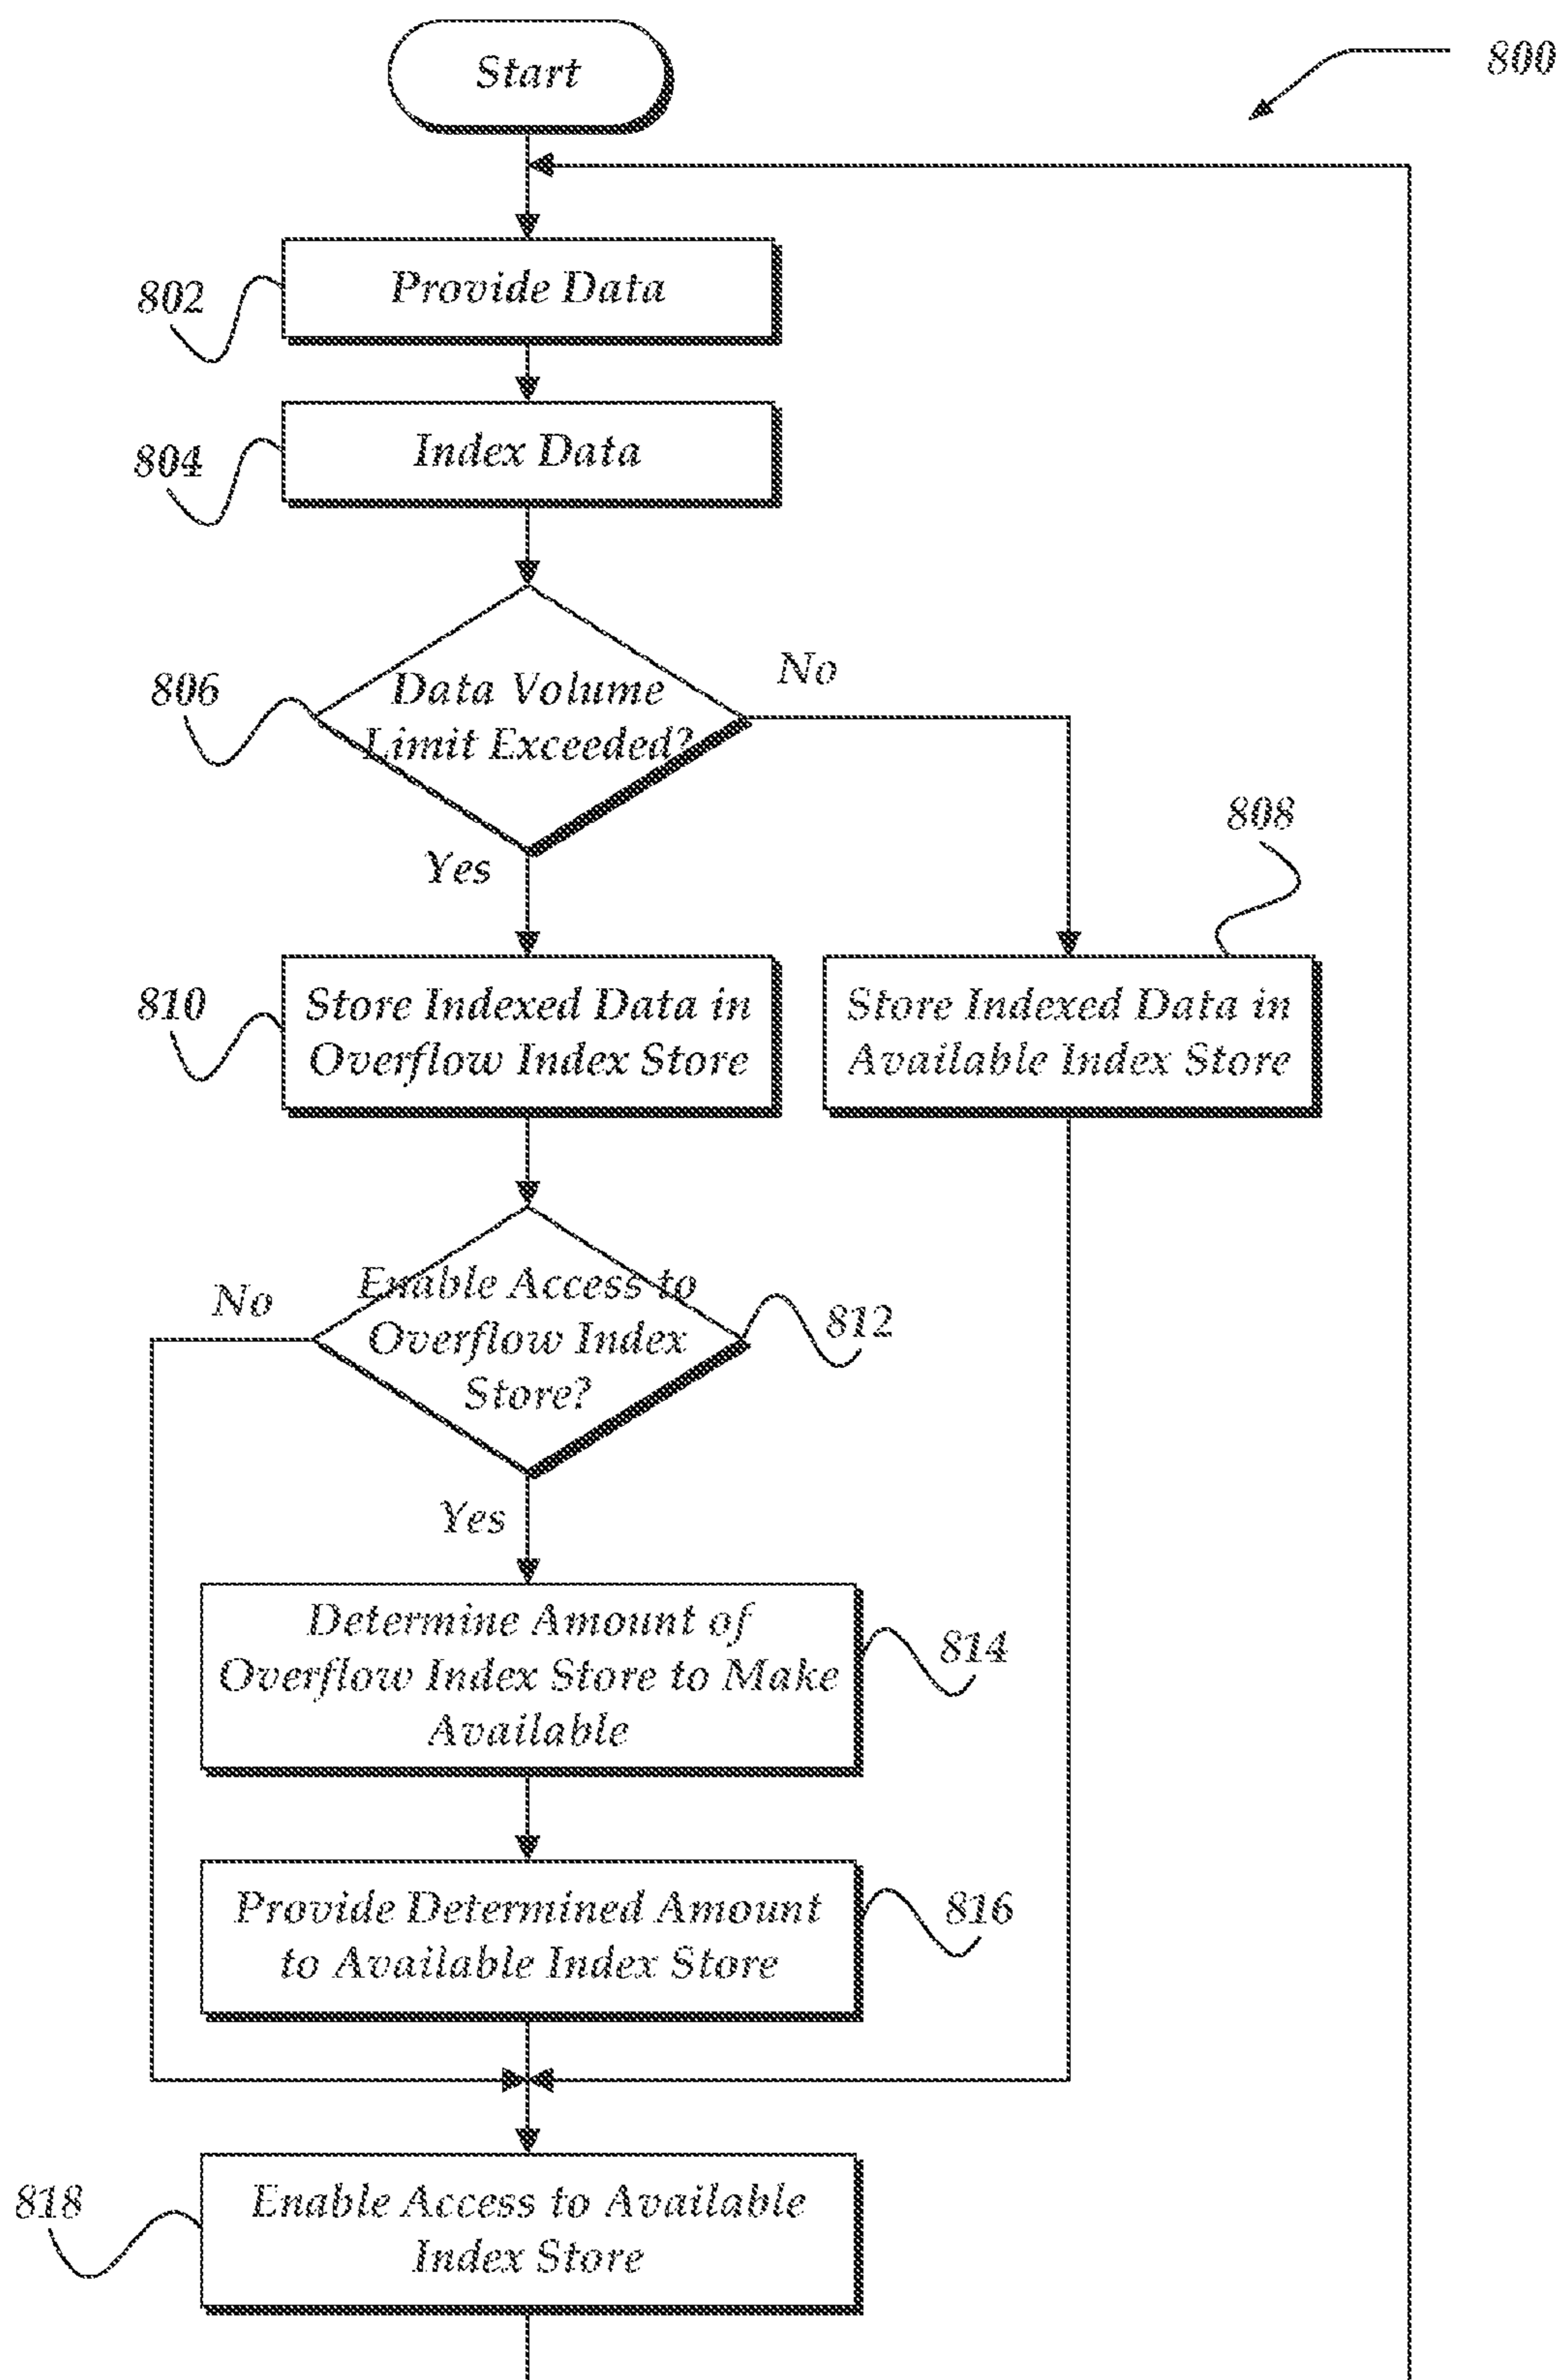 Start
800
802
Provide Data
804
Index Data
806
Data Volume
Limit Exceeded?
No
Yes
808
810
Store Indexed Data in
Overflow Index Store
Store Indexed Data in
Available Index Store
No
Enable Access to
Overflow Index
Store?
812
Yes
Determine Amount of
Overflow Index Store to Make
Available
814
Provide Determined Amount
to Available Index Store
816
818
Enable Access to Available
Index Store